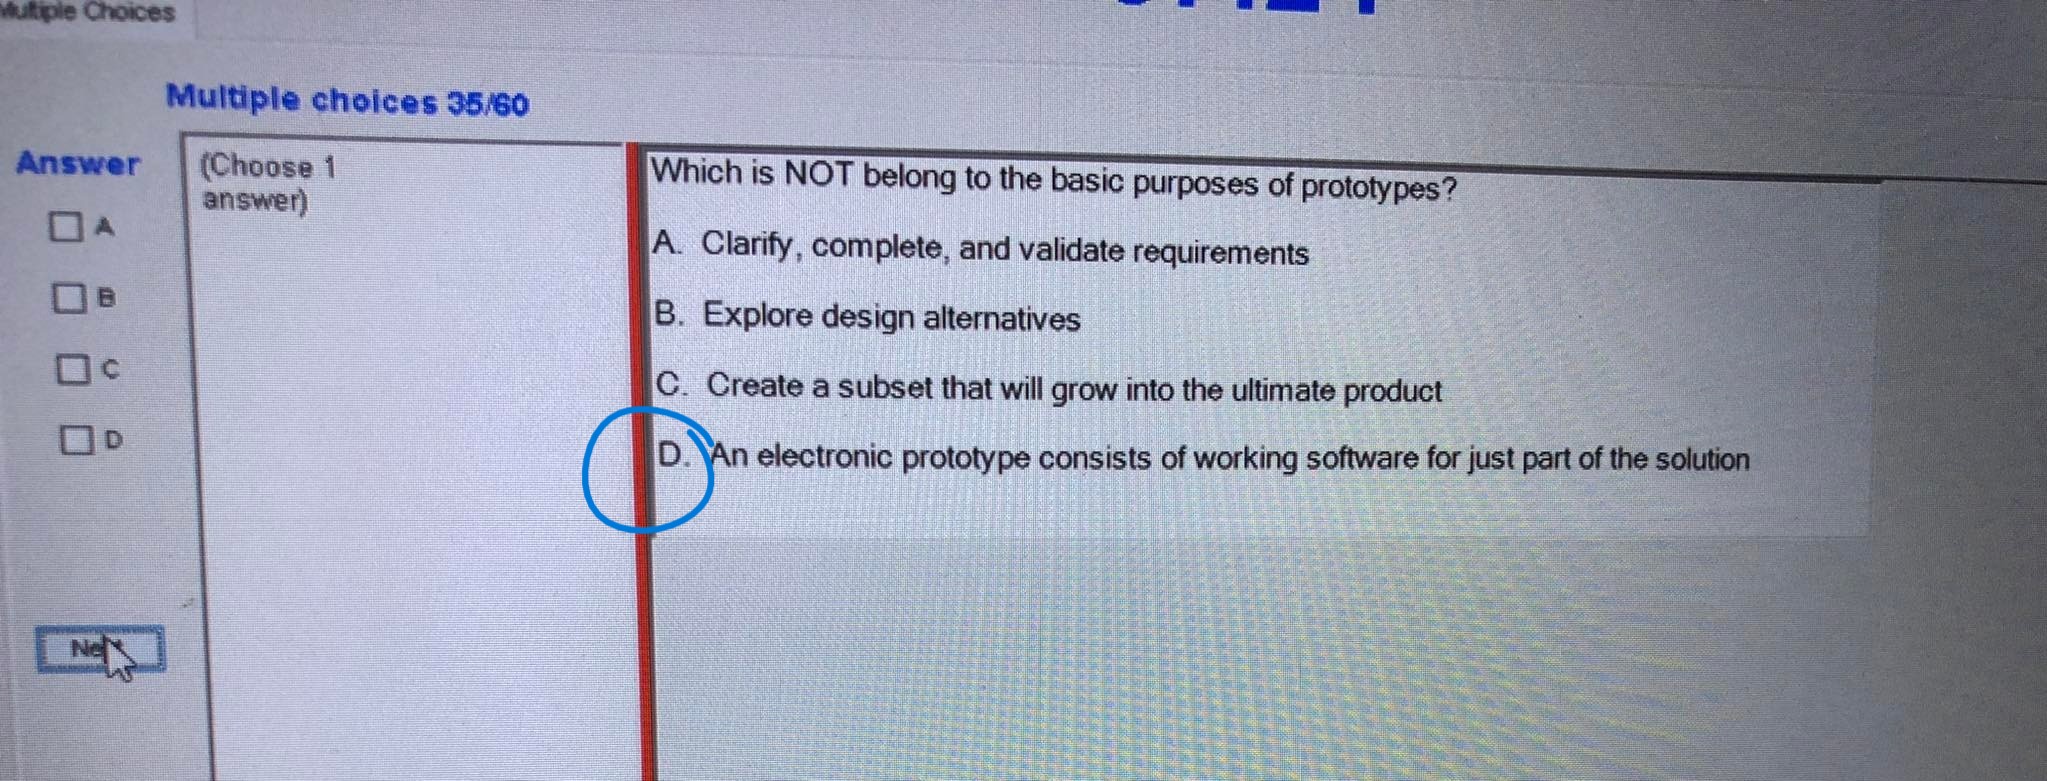 Multiple Choices
Multiple choices 35/60
Answer
(Choose 1
answer)
A
B
C
D
Which is NOT belong to the basic purposes of prototypes?
A. Clarify, complete, and validate requirements
B. Explore design alternatives
C. Create a subset that will grow into the ultimate product
D. An electronic prototype consists of working software for just part of the solution